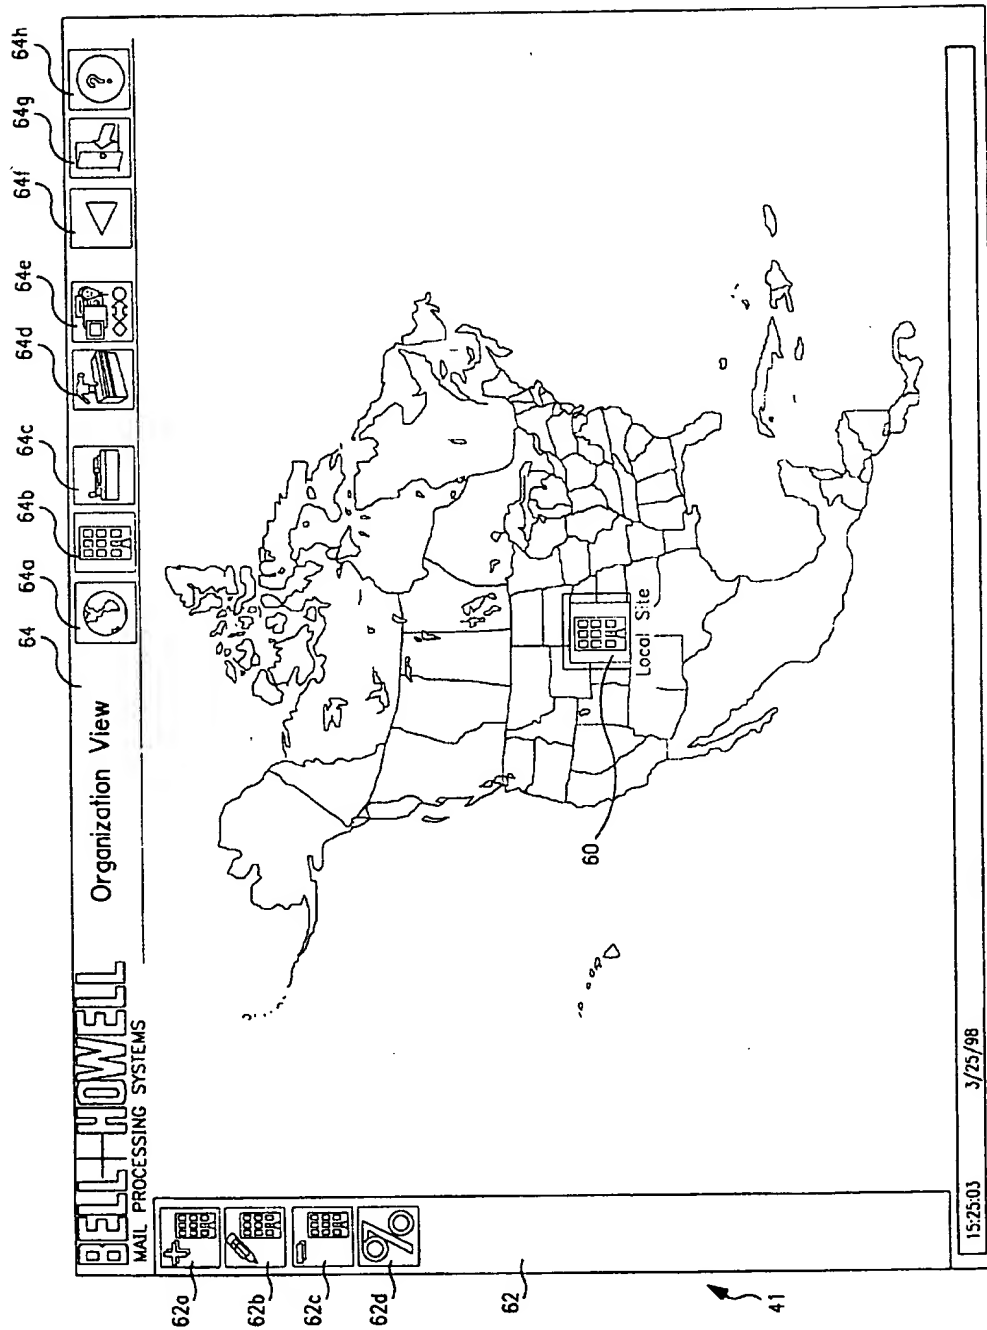 BELL+HOWELL
MAIL PROCESSING SYSTEMS
Organization View
64
64a
64b
64c
64d
64e
64f
64g
64h
?
62a
62b
62c
62d
%
62
41
Local Site
60
15:25:03 3/25/98